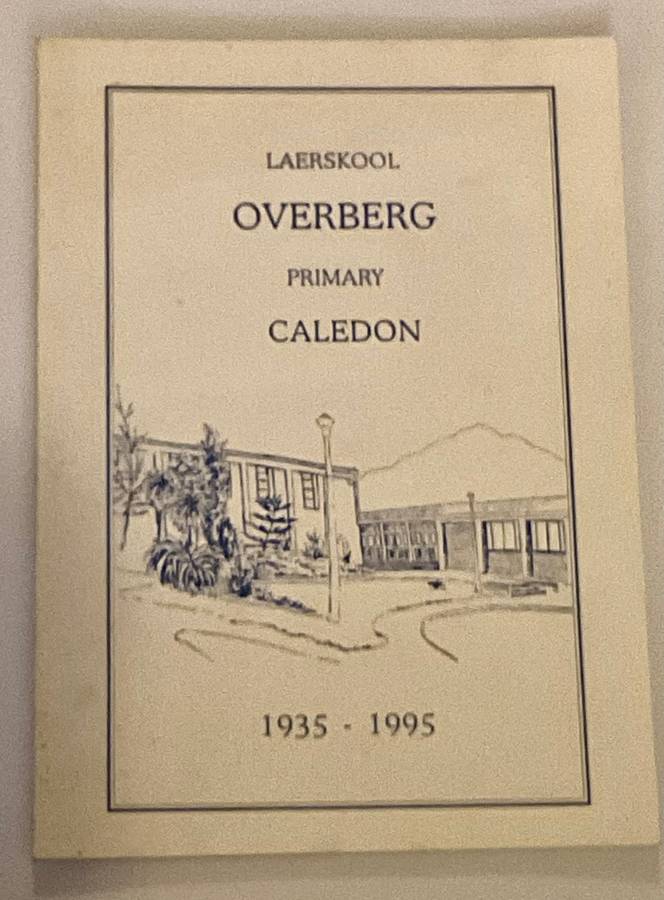 LAERSKOOL
OVERBERG
PRIMARY
CALEDON
1935 - 1995